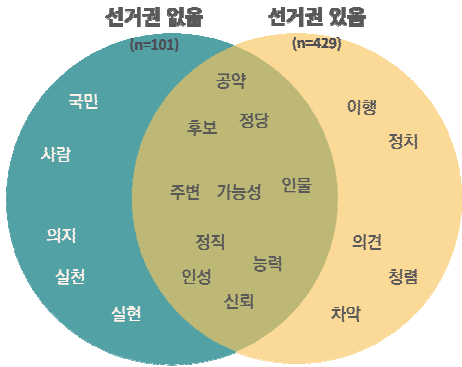 선거권 없음 선거권 있음
(n=101) (n=429)
공약
국민
이행
후보 정당
정치
사람
주변 가능성 인물
의지
정직
의견
능력
실천
인성
청렴
신뢰
실현
차악